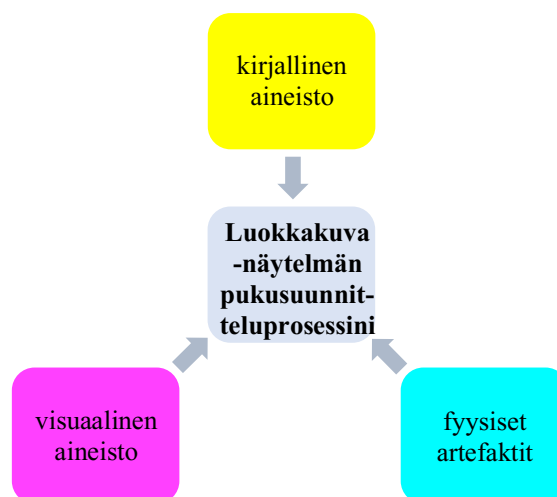 kirjallinen
aineisto
Luokkakuva
-näytelmän
pukusuunnit-
teluprosessini
visuaalinen
aineisto
fyysiset
artefaktit